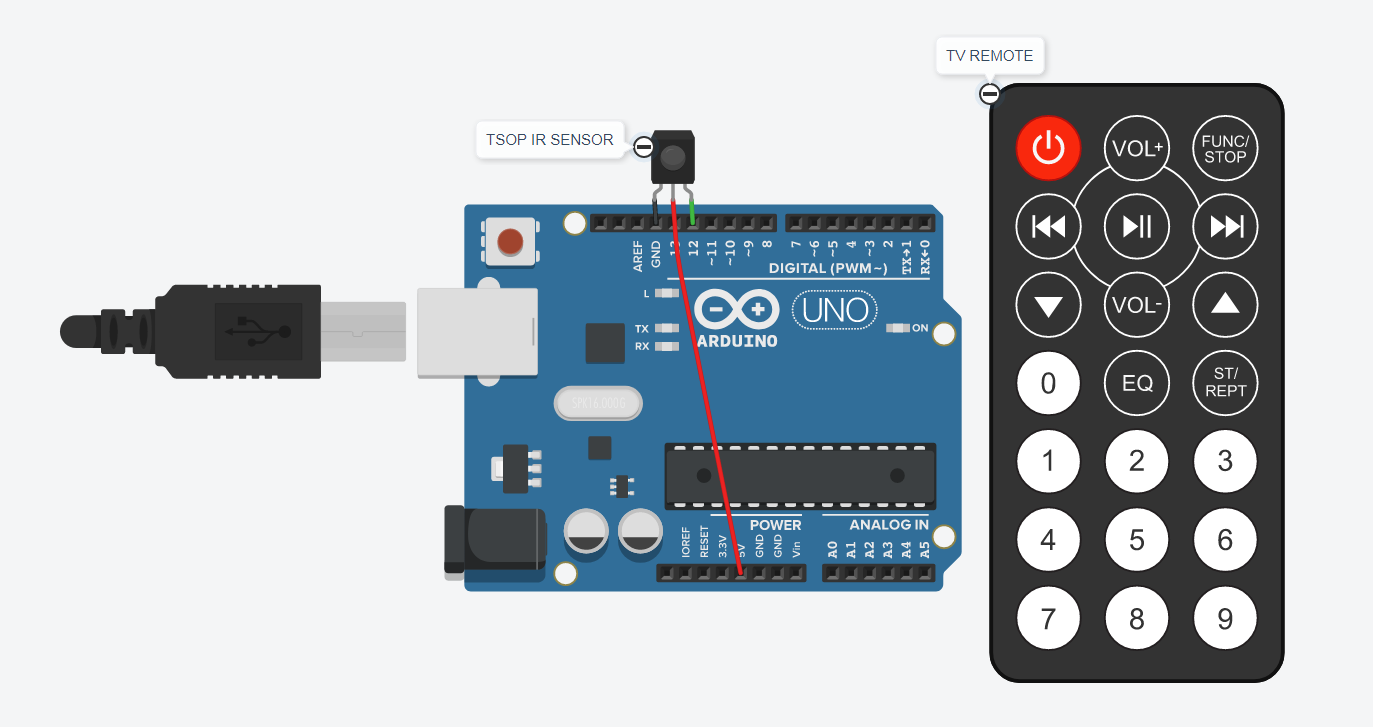 TV REMOTE
TSOP IR SENSOR
VOL+
FUNC/
STOP
AREF
GND
12
~11
~10
~9
8
7
~6
~5
4
~3
2
TX→1
RX←0
DIGITAL (PWM~)
L
TX
RX
UNO
ON
ARDUINO
VOL-
0
EQ
ST/
REPT
SPK16.000G
1
2
3
POWER
ANALOG IN
IOREF
RESET
3.3V
5V
GND
GND
Vin
A0
A1
A2
A3
A4
A5
4
5
6
7
8
9